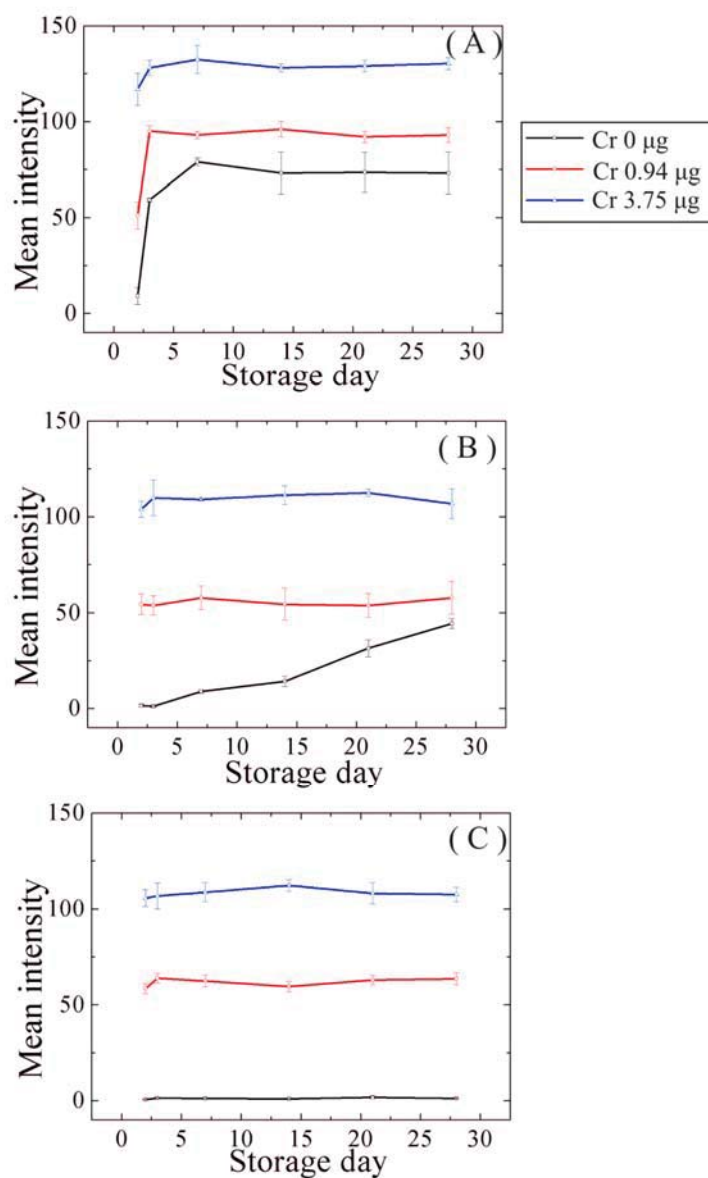 150
( A )
100
50
0
Mean intensity
0 5 10 15 20 25 30
Storage day
Cr 0 µg
Cr 0.94 µg
Cr 3.75 µg
150
( B )
100
50
0
Mean intensity
0 5 10 15 20 25 30
Storage day
150
( C )
100
50
0
Mean intensity
0 5 10 15 20 25 30
Storage day